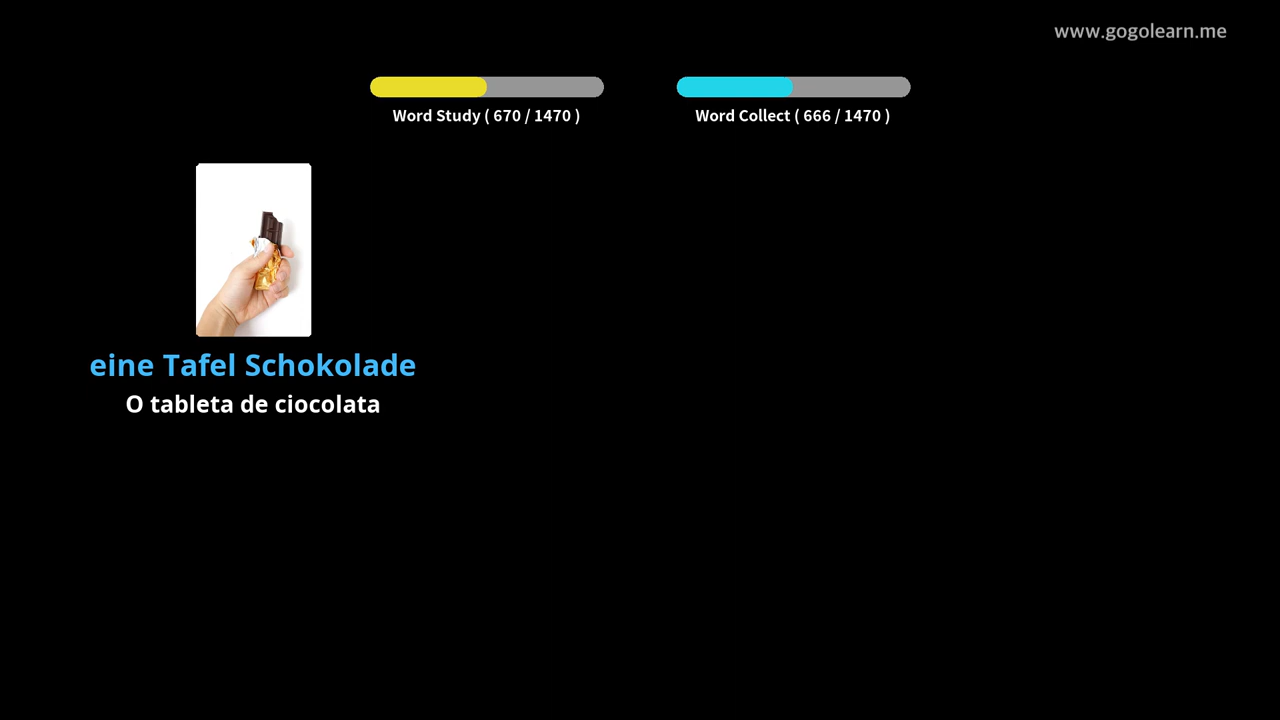 www.gogolearn.me
Word Study ( 670 / 1470 )
Word Collect ( 666 / 1470 )
eine Tafel Schokolade
O tableta de ciocolata